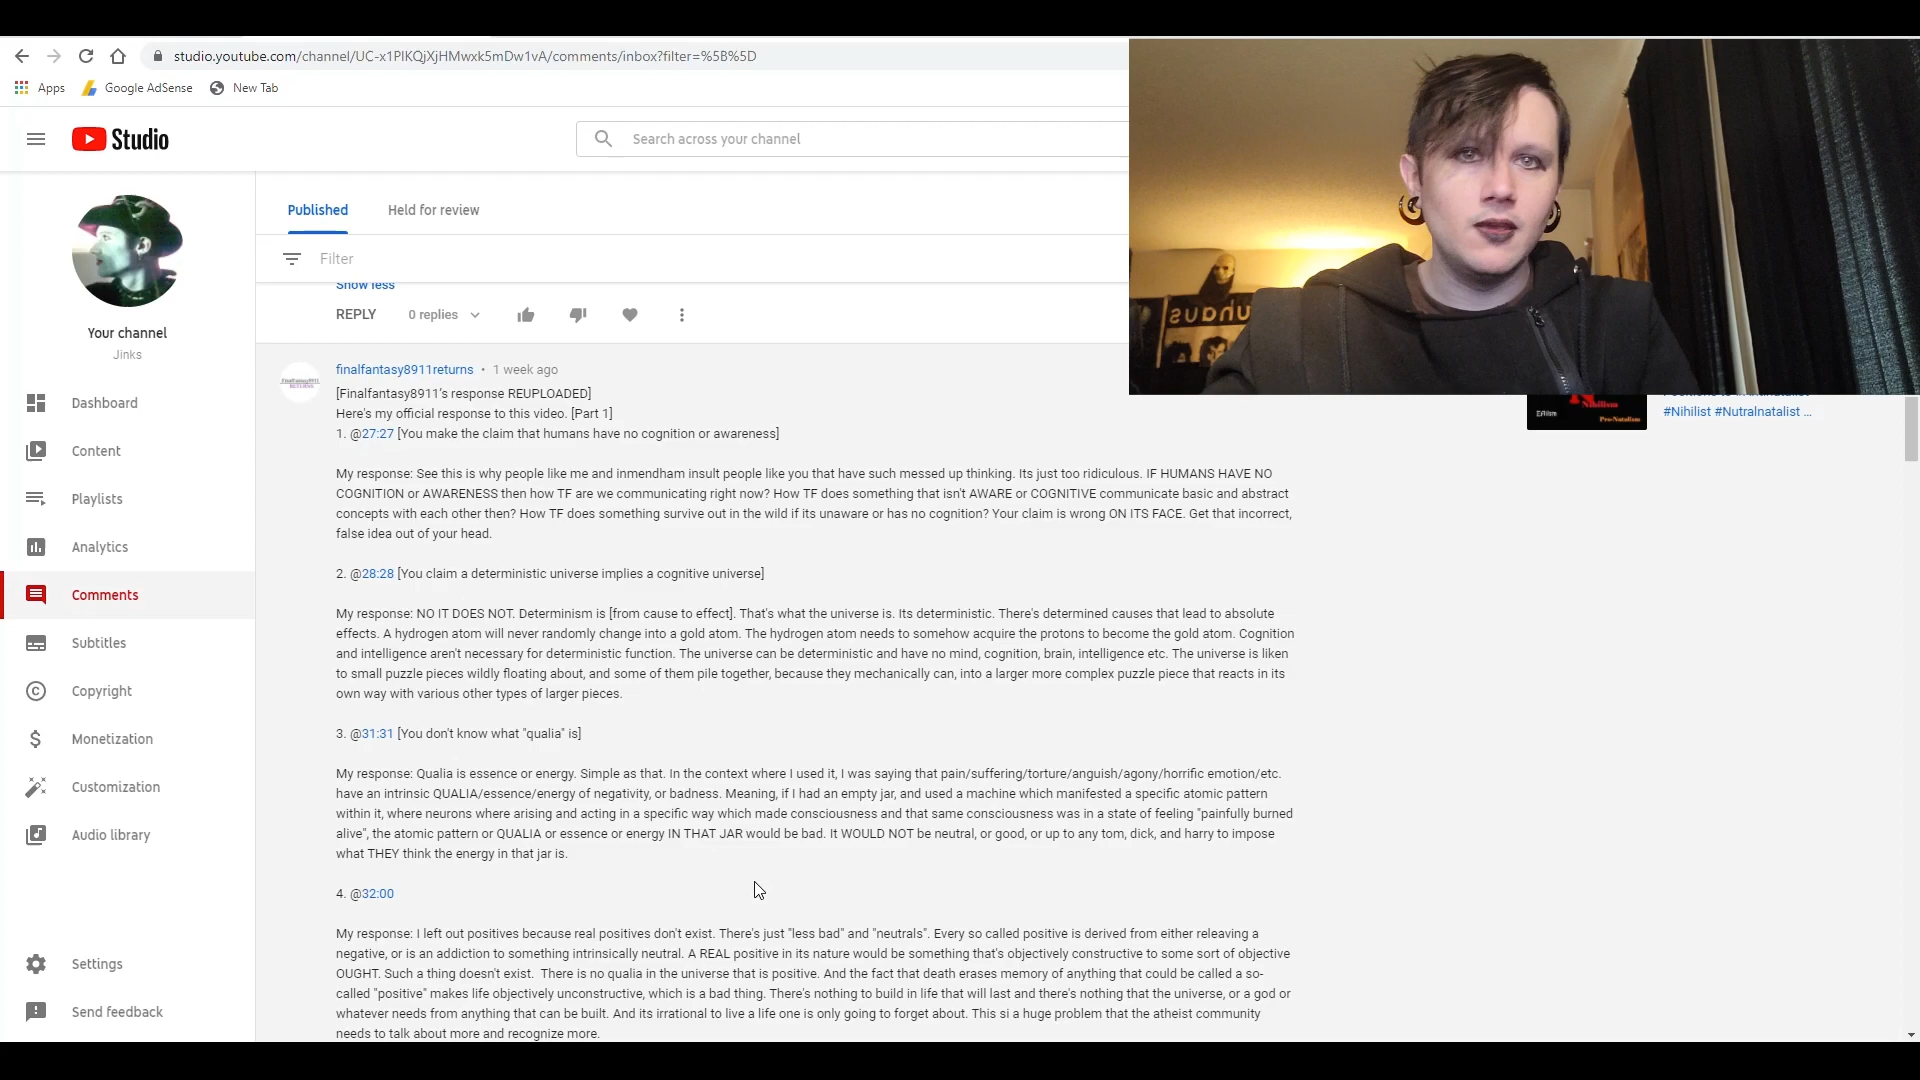 studio.youtube.com/channel/UC-x1PIKQjXjHMwxk5mDw1vA/comments/inbox?filter=%5B%5D
Apps
Google AdSense
New Tab
Studio
Search across your channel
Your channel
Jinks
Dashboard
Content
Playlists
Analytics
Comments
Subtitles
Copyright
Monetization
Customization
Audio library
Settings
Send feedback
Published
Held for review
Filter
Show less
REPLY
0 replies
finalfantasy8911returns • 1 week ago
[Finalfantasy8911's response REUPLOADED]
Here's my official response to this video. [Part 1]
1. @27:27 [You make the claim that humans have no cognition or awareness]
My response: See this is why people like me and inmendham insult people like you that have such messed up thinking. Its just too ridiculous. IF HUMANS HAVE NO
COGNITION or AWARENESS then how TF are we communicating right now? How TF does something that isn't AWARE or COGNITIVE communicate basic and abstract
concepts with each other then? How TF does something survive out in the wild if its unaware or has no cognition? Your claim is wrong ON ITS FACE. Get that incorrect,
false idea out of your head.
2. @28:28 [You claim a deterministic universe implies a cognitive universe]
My response: NO IT DOES NOT. Determinism is [from cause to effect]. That's what the universe is. Its deterministic. There's determined causes that lead to absolute
effects. A hydrogen atom will never randomly change into a gold atom. The hydrogen atom needs to somehow acquire the protons to become the gold atom. Cognition
and intelligence aren't necessary for deterministic function. The universe can be deterministic and have no mind, cognition, brain, intelligence etc. The universe is liken
to small puzzle pieces wildly floating about, and some of them pile together, because they mechanically can, into a larger more complex puzzle piece that reacts in its
own way with various other types of larger pieces.
3. @31:31 [You don't know what "qualia" is]
My response: Qualia is essence or energy. Simple as that. In the context where I used it, I was saying that pain/suffering/torture/anguish/agony/horrific emotion/etc.
have an intrinsic QUALIA/essence/energy of negativity, or badness. Meaning, if I had an empty jar, and used a machine which manifested a specific atomic pattern
within it, where neurons where arising and acting in a specific way which made consciousness and that same consciousness was in a state of feeling "painfully burned
alive", the atomic pattern or QUALIA or essence or energy IN THAT JAR would be bad. It WOULD NOT be neutral, or good, or up to any tom, dick, and harry to impose
what THEY think the energy in that jar is.
4. @32:00
My response: I left out positives because real positives don't exist. There's just "less bad" and "neutrals". Every so called positive is derived from either releaving a
negative, or is an addiction to something intrinsically neutral. A REAL positive in its nature would be something that's objectively constructive to some sort of objective
OUGHT. Such a thing doesn't exist.  There is no qualia in the universe that is positive. And the fact that death erases memory of anything that could be called a so-
called "positive" makes life objectively unconstructive, which is a bad thing. There's nothing to build in life that will last and there's nothing that the universe, or a god or
whatever needs from anything that can be built. And its irrational to live a life one is only going to forget about. This si a huge problem that the atheist community
needs to talk about more and recognize more.
Efilism
Nihilism
Pro-Natalism
#Nihilist #Nutralnatalist ...